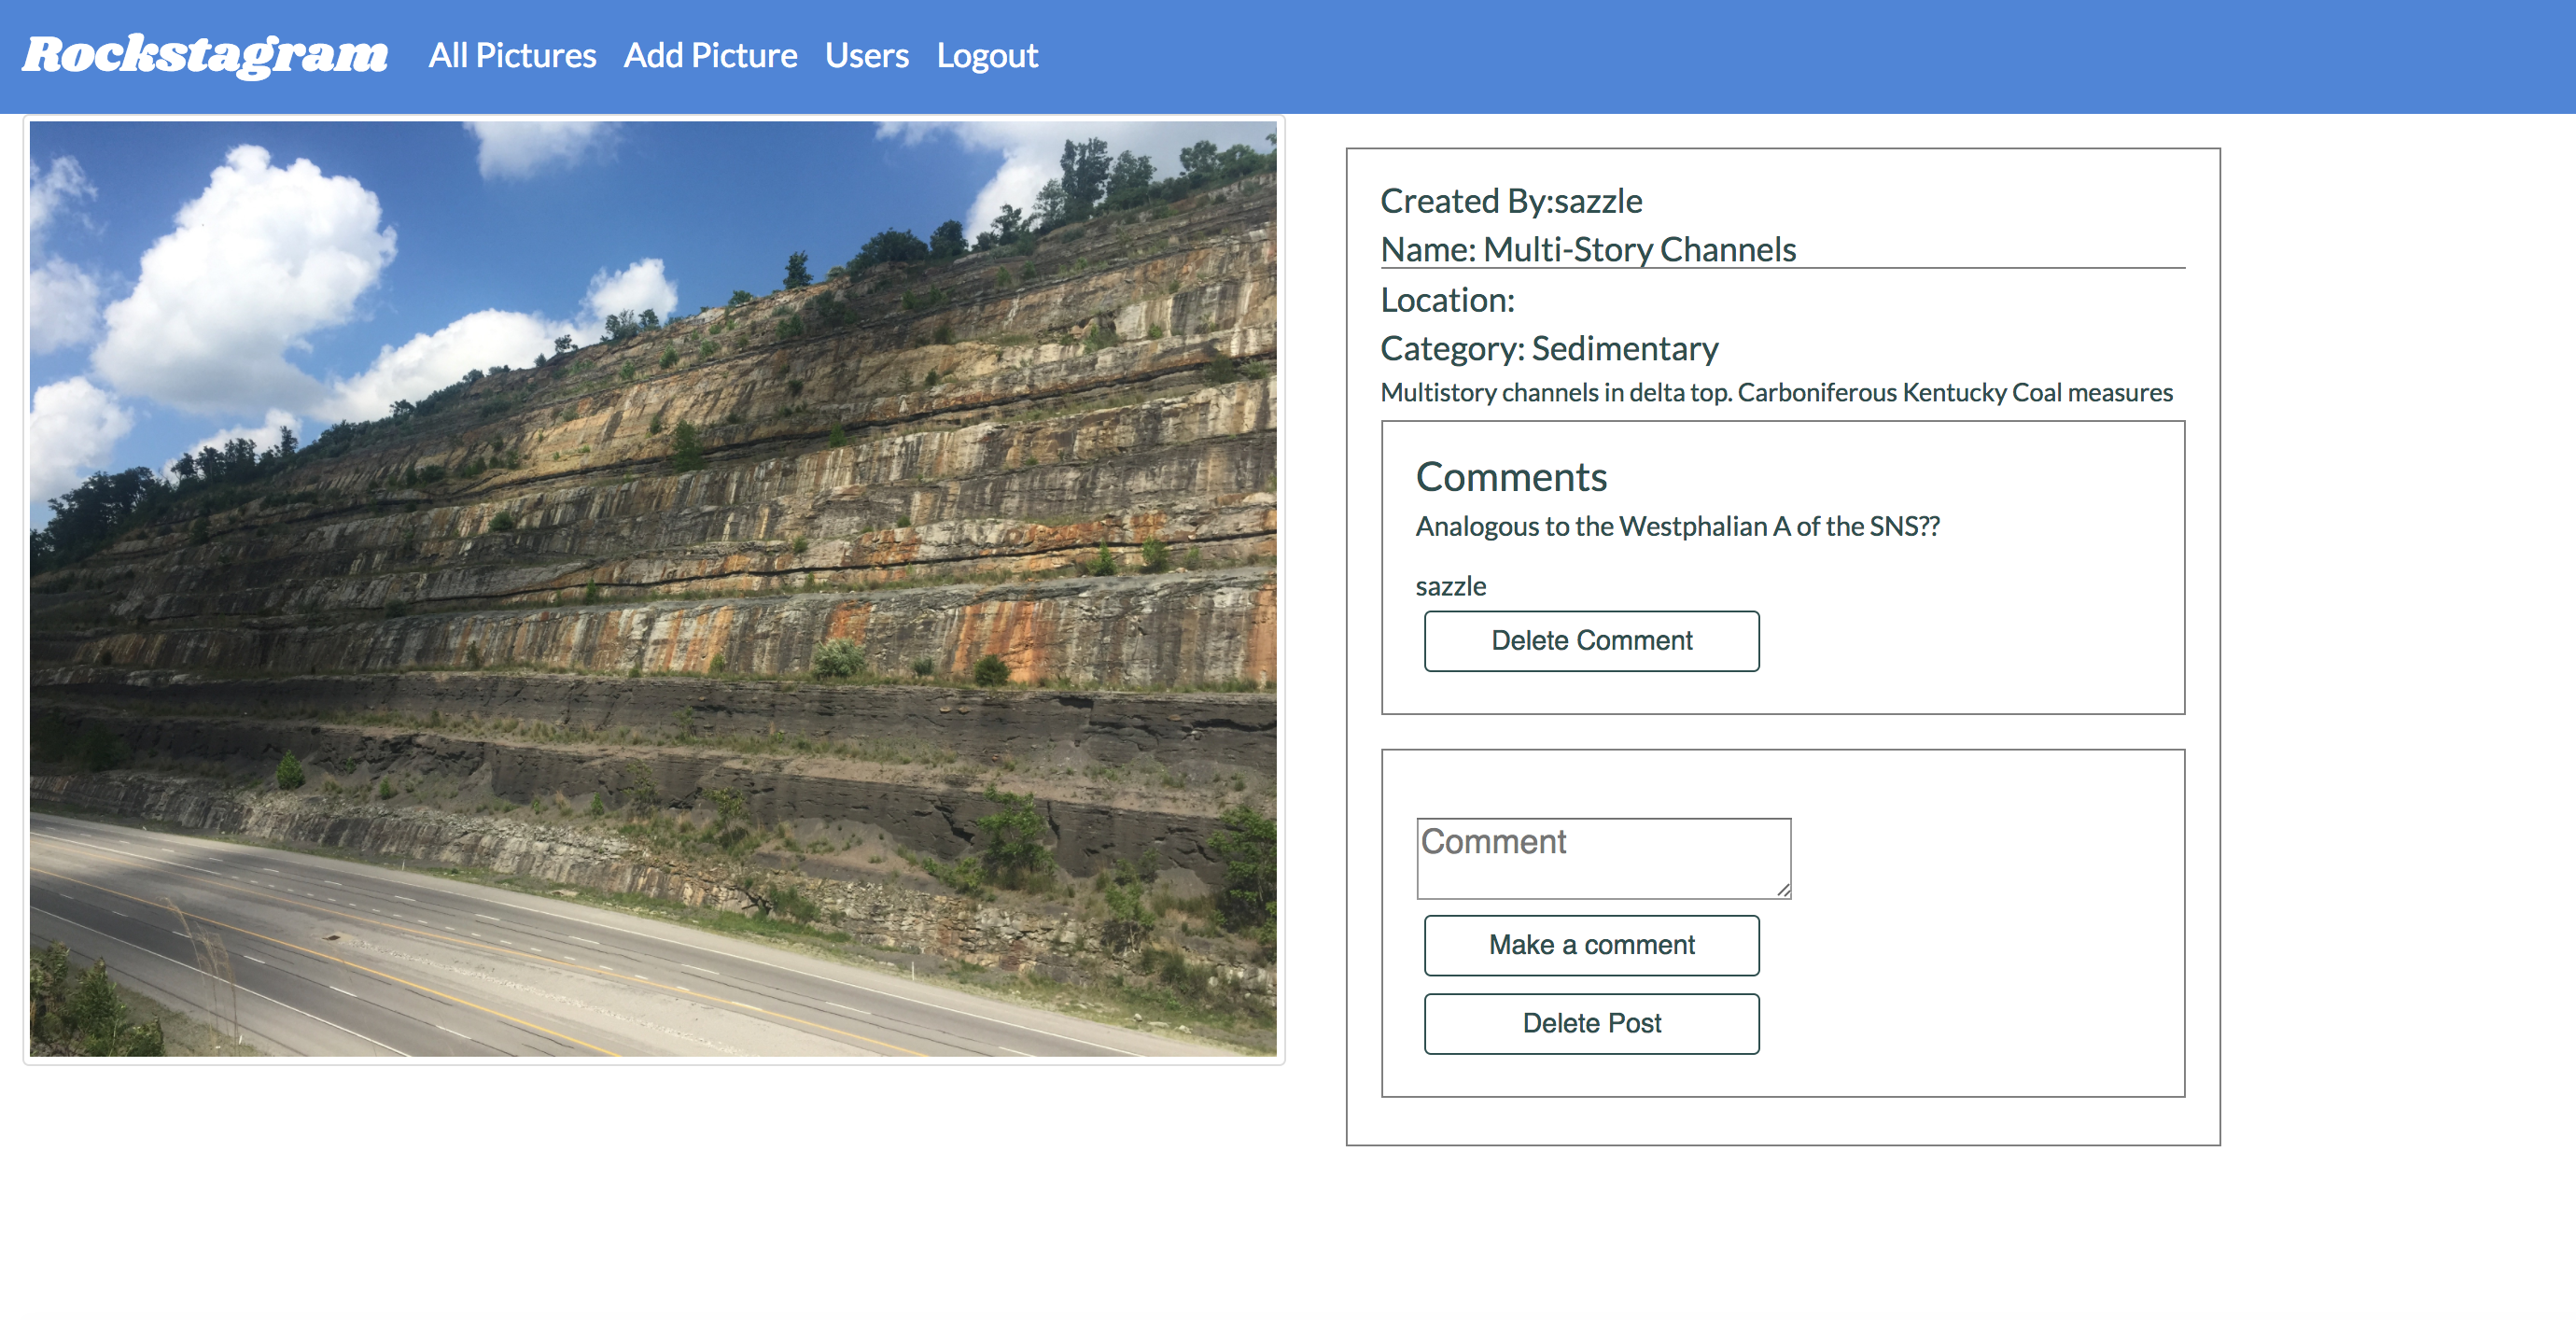 Rockstagram All Pictures Add Picture Users Logout
Created By:sazzle
Name: Multi-Story Channels
Location:
Category: Sedimentary
Multistory channels in delta top. Carboniferous Kentucky Coal measures
Comments
Analogous to the Westphalian A of the SNS??
sazzle
Delete Comment
Comment
Make a comment
Delete Post